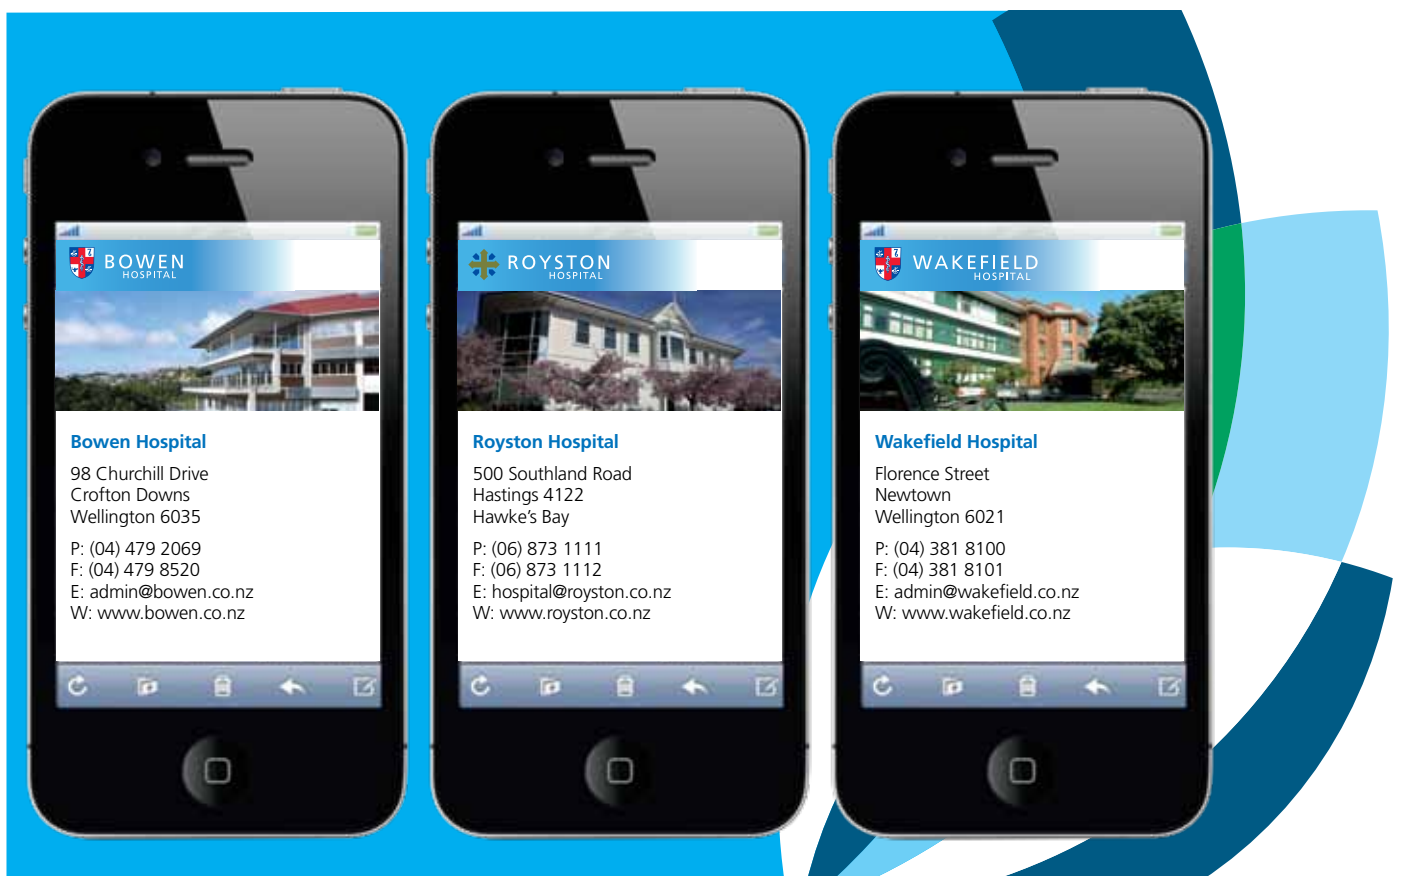 BOWEN
HOSPITAL
Bowen Hospital
98 Churchill Drive
Crofton Downs
Wellington 6035
P: (04) 479 2069
F: (04) 479 8520
E: admin@bowen.co.nz
W: www.bowen.co.nz
ROYSTON
HOSPITAL
Royston Hospital
500 Southland Road
Hastings 4122
Hawke's Bay
P: (06) 873 1111
F: (06) 873 1112
E: hospital@royston.co.nz
W: www.royston.co.nz
WAKEFIELD
HOSPITAL
Wakefield Hospital
Florence Street
Newtown
Wellington 6021
P: (04) 381 8100
F: (04) 381 8101
E: admin@wakefield.co.nz
W: www.wakefield.co.nz